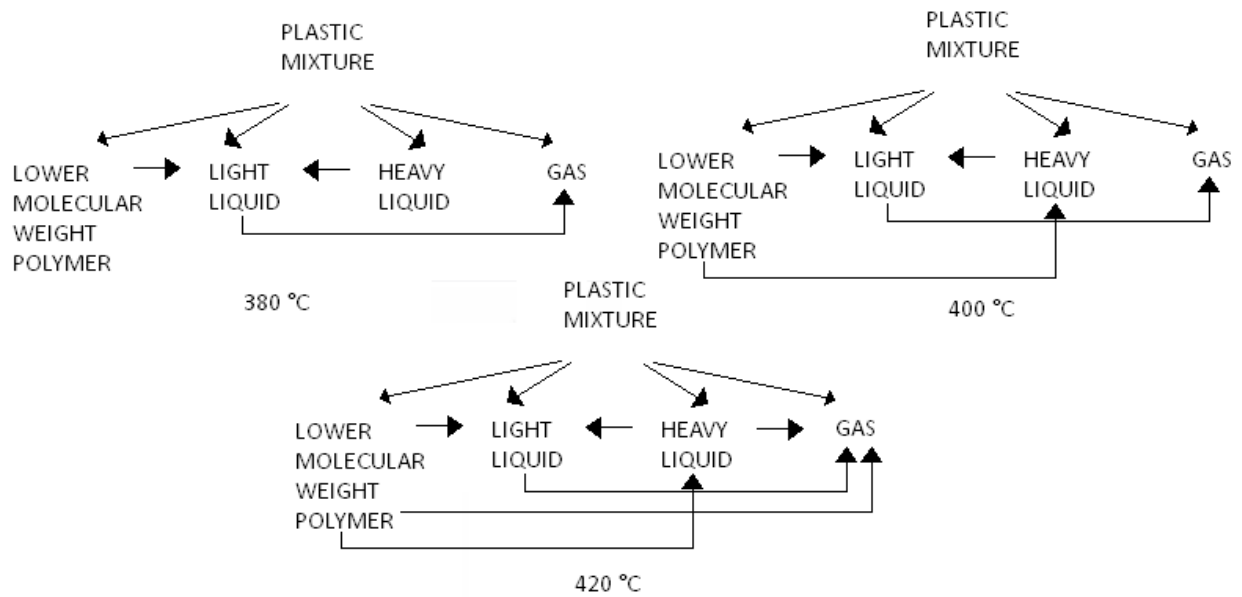 PLASTIC
MIXTURE
LOWER
MOLECULAR
WEIGHT
POLYMER
LIGHT
LIQUID
HEAVY
LIQUID
GAS
380 °C
PLASTIC
MIXTURE
LOWER
MOLECULAR
WEIGHT
POLYMER
LIGHT
LIQUID
HEAVY
LIQUID
GAS
400 °C
PLASTIC
MIXTURE
LOWER
MOLECULAR
WEIGHT
POLYMER
LIGHT
LIQUID
HEAVY
LIQUID
GAS
420 °C